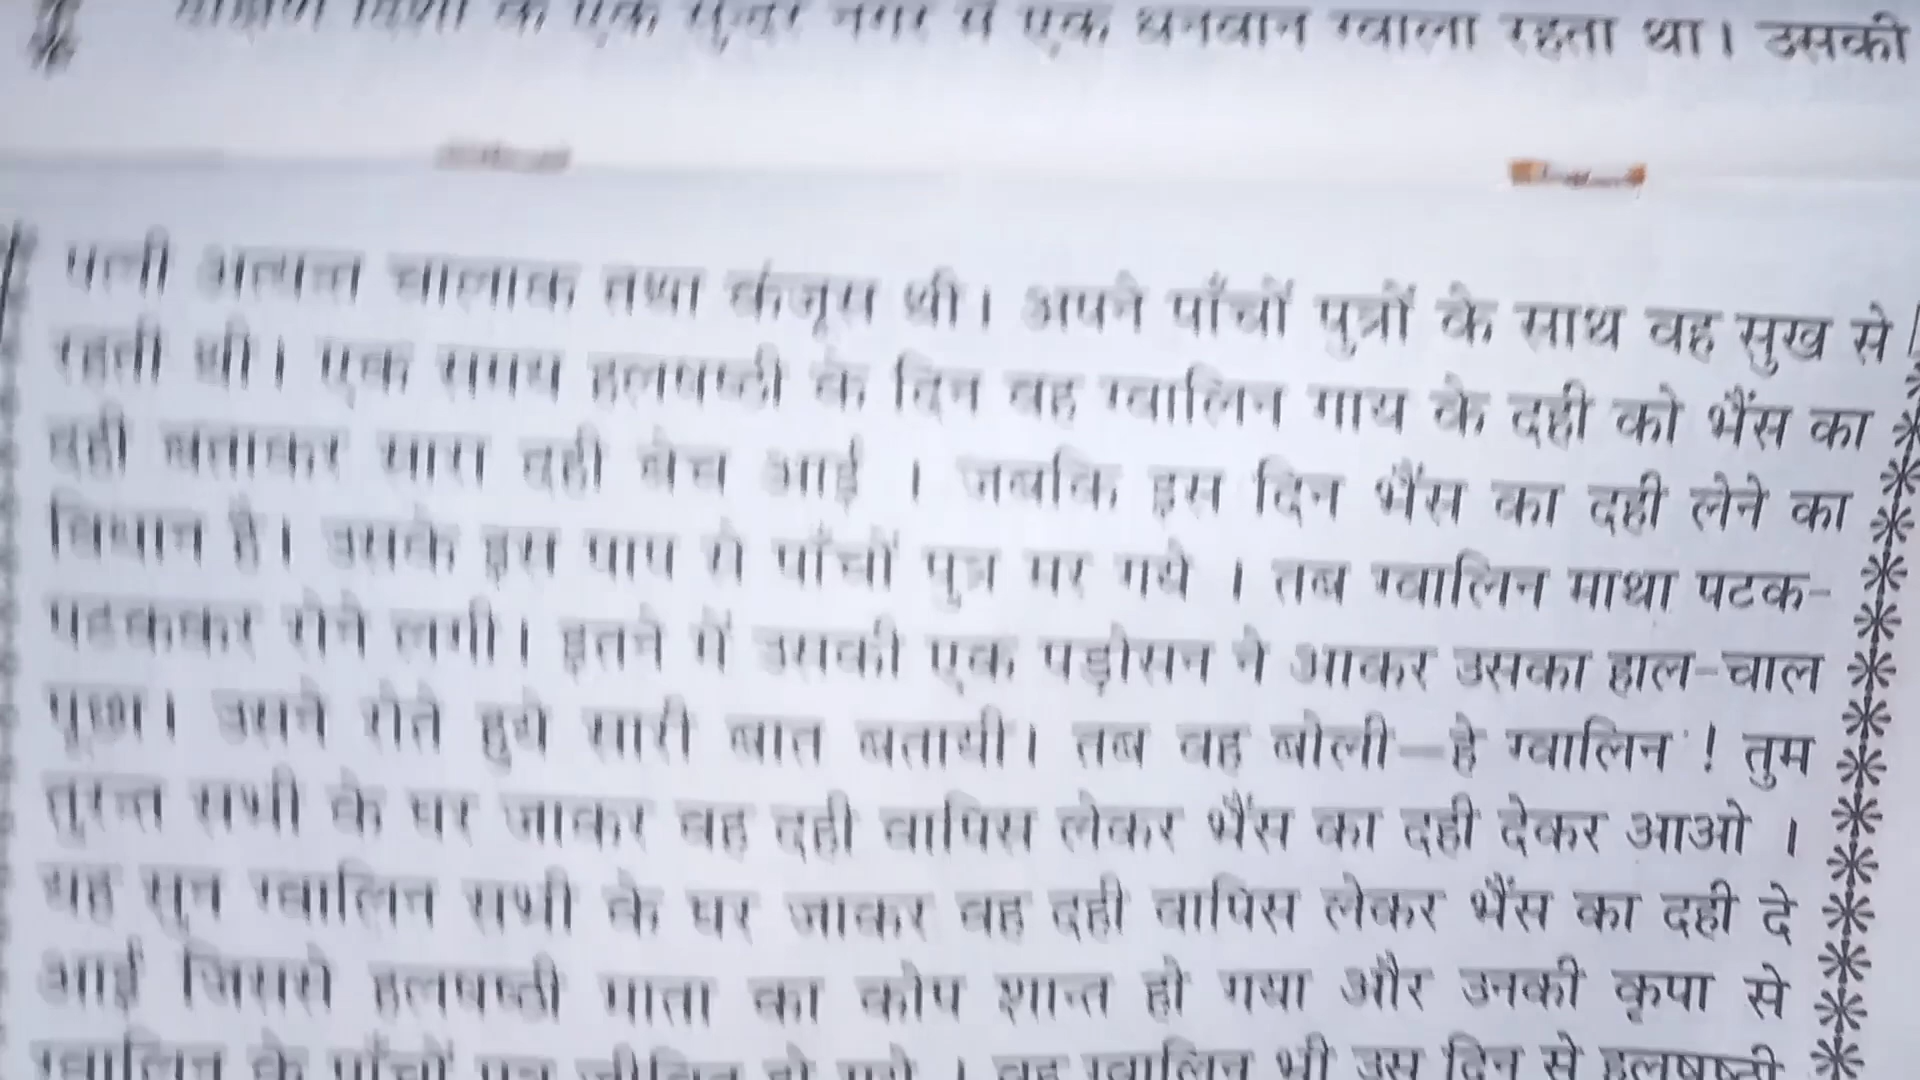 दक्षिण दिशा के एक सुन्दर नगर में एक धनवान ग्वाला रहता था। उसकी
पत्नी अत्यन्त चालाक तथा कंजूस थी। अपने पाँचों पुत्रों के साथ वह सुख से
रहती थी। एक समय हलषष्ठी के दिन वह ग्वालिन गाय के दही को भैंस का
दही बताकर सारा दही बेच आई । जबकि इस दिन भैंस का दही लेने का
विधान है। उसके इस पाप से पाँचों पुत्र मर गये । तब ग्वालिन माथा पटक-
पटककर रोने लगी। इतने में उसकी एक पड़ोसन ने आकर उसका हाल-चाल
पूछा। उसने रोते हुये सारी बात बतायी। तब वह बोली—हे ग्वालिन ! तुम
तुरन्त सभी के घर जाकर वह दही वापिस लेकर भैंस का दही देकर आओ ।
यह सुन ग्वालिन सभी के घर जाकर वह दही वापिस लेकर भैंस का दही दे
आई जिससे हलषष्ठी माता का कोप शान्त हो गया और उनकी कृपा से
ग्वालिन के पाँचों पुत्र जीवित हो गये । वह ग्वालिन भी उस दिन से हलषष्ठी